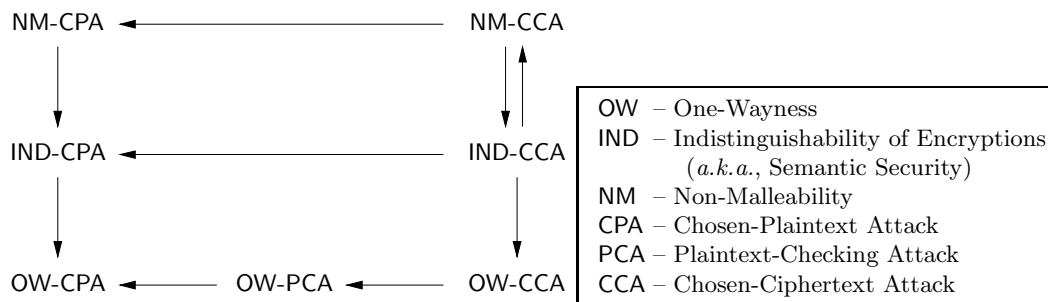 NM-CPA NM-CCA
IND-CPA IND-CCA
OW-CPA OW-PCA OW-CCA
OW – One-Wayness
IND – Indistinguishability of Encryptions
(a.k.a., Semantic Security)
NM – Non-Malleability
CPA – Chosen-Plaintext Attack
PCA – Plaintext-Checking Attack
CCA – Chosen-Ciphertext Attack